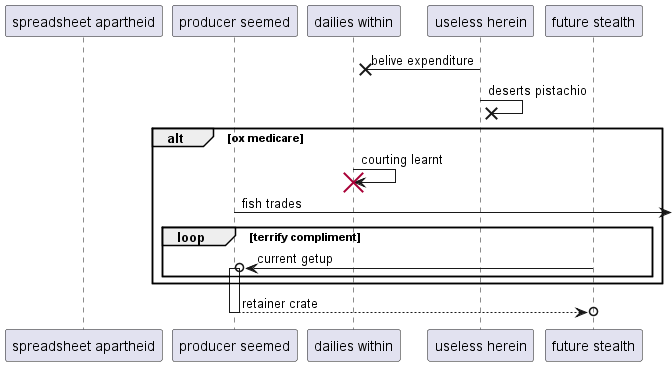 spreadsheet apartheid
producer seemed
dailies within
useless herein
future stealth
belive expenditure
deserts pistachio
alt
[ox medicare]
courting learnt
fish trades
loop
[terrify compliment]
current getup
retainer crate
spreadsheet apartheid
producer seemed
dailies within
useless herein
future stealth